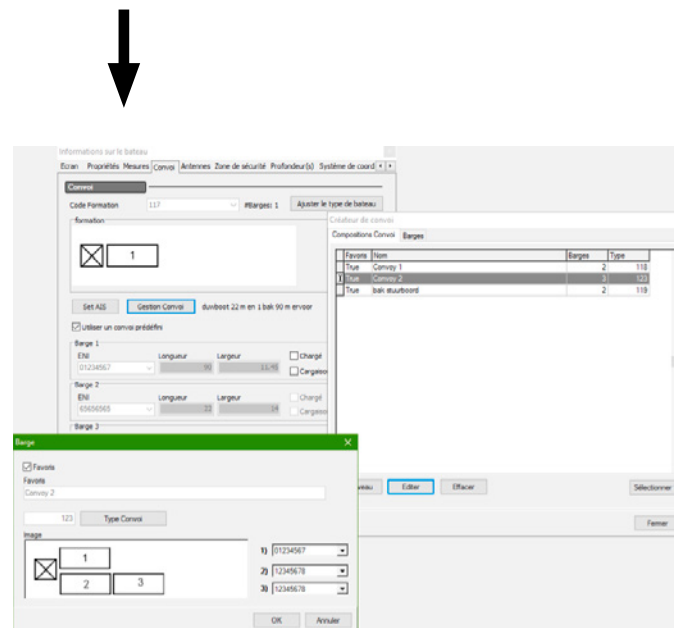 Informations sur le bateau
Ecran Propriétés Mesures Convoi Antennes Zone de sécurité Profondeur(s) Système de coord
Convoi
Code Formation 117 #Barges: 1 Ajuster le type de bateau
formation
1
Set AIS Gestion Convoi duwboot 22 m en 1 bak 90 m ervoor
Utiliser un convoi prédéfini
Barge 1
ENI Longueur Largeur Chargé
01234567 90 11.45 Cargaison
Barge 2
ENI Longueur Largeur Chargé
65656565 22 Cargaison
Barge 3
Créateur de convoi
Compositions Convoi Barges
Favoris Nom Barges Type
True Convoy 1 2 118
True Convoy 2 3 123
True bak stuurboord 2 119
Editer Effacer Sélectionner
Fermer
Barge
Favoris
Favoris
Convoy 2
123 Type Convoi
Image
1
2 3
1) 01234567
2) 12345678
3) 12345678
OK Annuler